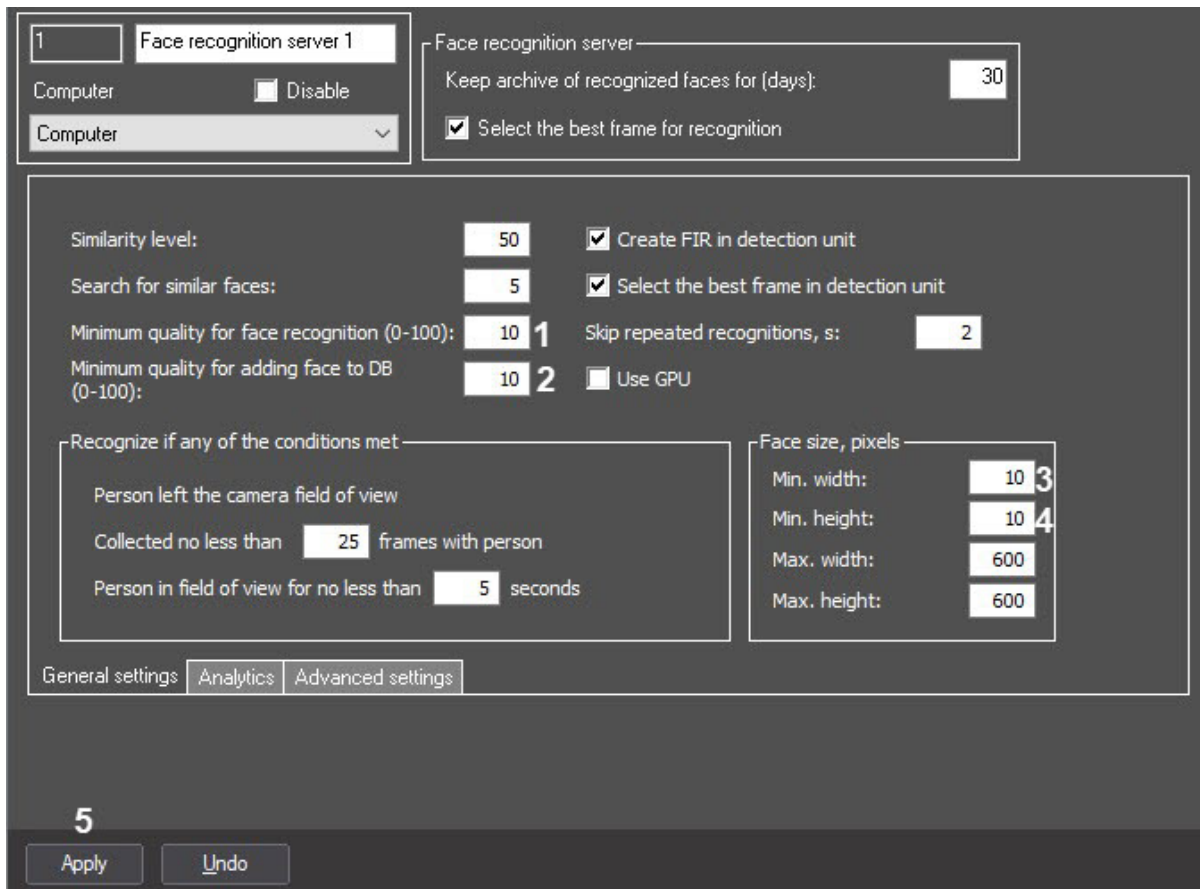 1
Face recognition server 1
Computer
Disable
Computer
Face recognition server
Keep archive of recognized faces for (days): 30
Select the best frame for recognition
Similarity level: 50
Create FIR in detection unit
Search for similar faces: 5
Select the best frame in detection unit
Minimum quality for face recognition (0-100): 10 1
Skip repeated recognitions, s: 2
Minimum quality for adding face to DB
(0-100): 10 2
Use GPU
Recognize if any of the conditions met
Person left the camera field of view
Collected no less than 25 frames with person
Person in field of view for no less than 5 seconds
Face size, pixels
Min. width: 10 3
Min. height: 10 4
Max. width: 600
Max. height: 600
General settings Analytics Advanced settings
5
Apply Undo